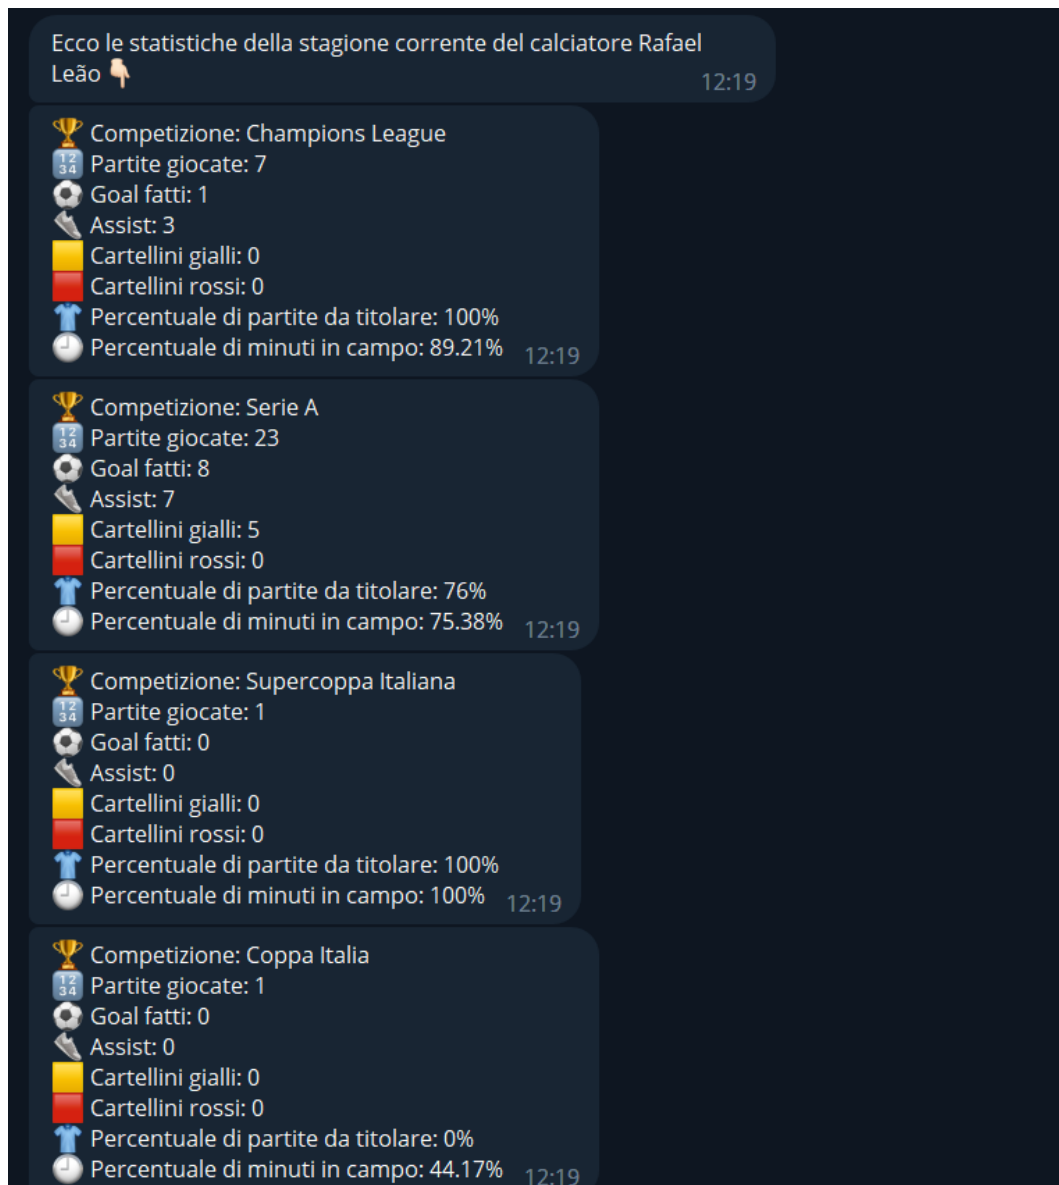 Ecco le statistiche della stagione corrente del calciatore Rafael
Leão 👇🏻
12:19
🏆 Competizione: Champions League
🔢 Partite giocate: 7
⚽ Goal fatti: 1
👟 Assist: 3
🟨 Cartellini gialli: 0
🟥 Cartellini rossi: 0
👕 Percentuale di partite da titolare: 100%
🕘 Percentuale di minuti in campo: 89.21%
12:19
🏆 Competizione: Serie A
🔢 Partite giocate: 23
⚽ Goal fatti: 8
👟 Assist: 7
🟨 Cartellini gialli: 5
🟥 Cartellini rossi: 0
👕 Percentuale di partite da titolare: 76%
🕘 Percentuale di minuti in campo: 75.38%
12:19
🏆 Competizione: Supercoppa Italiana
🔢 Partite giocate: 1
⚽ Goal fatti: 0
👟 Assist: 0
🟨 Cartellini gialli: 0
🟥 Cartellini rossi: 0
👕 Percentuale di partite da titolare: 100%
🕘 Percentuale di minuti in campo: 100%
12:19
🏆 Competizione: Coppa Italia
🔢 Partite giocate: 1
⚽ Goal fatti: 0
👟 Assist: 0
🟨 Cartellini gialli: 0
🟥 Cartellini rossi: 0
👕 Percentuale di partite da titolare: 0%
🕘 Percentuale di minuti in campo: 44.17%
12:19